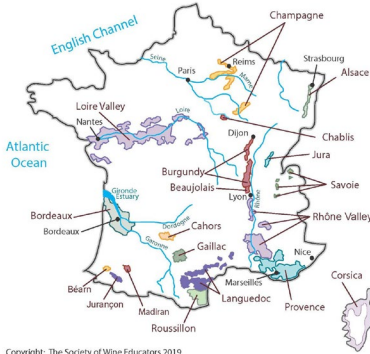 Champagne
English Channel
Seine
Reims
Marne
Strasbourg
Paris
Alsace
Loire Valley
Loire
Nantes
Chablis
Dijon
Atlantic
Ocean
Jura
Burgundy
Beaujolais
Savoie
Lyon
Rhône
Gironde
Estuary
Rhône Valley
Bordeaux
Dordogne
Bordeaux
Cahors
Garonne
Gaillac
Nice
Marseilles
Corsica
Béarn
Languedoc
Jurançon
Madiran
Provence
Roussillon
Copyright: The Society of Wine Educators 2019